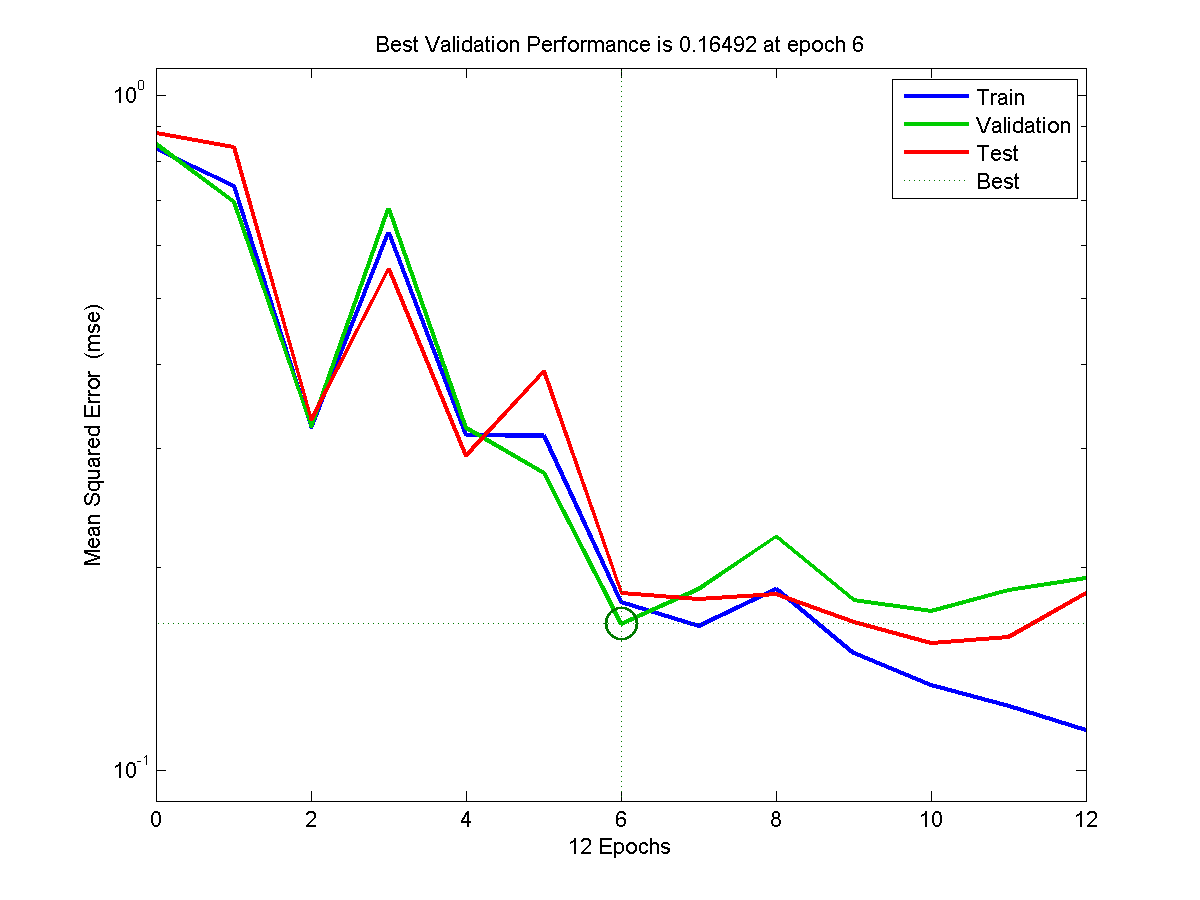 Best Validation Performance is 0.16492 at epoch 6
10^0
Train
Validation
Test
Best
Mean Squared Error (mse)
10^-1
0 2 4 6 8 10 12
12 Epochs